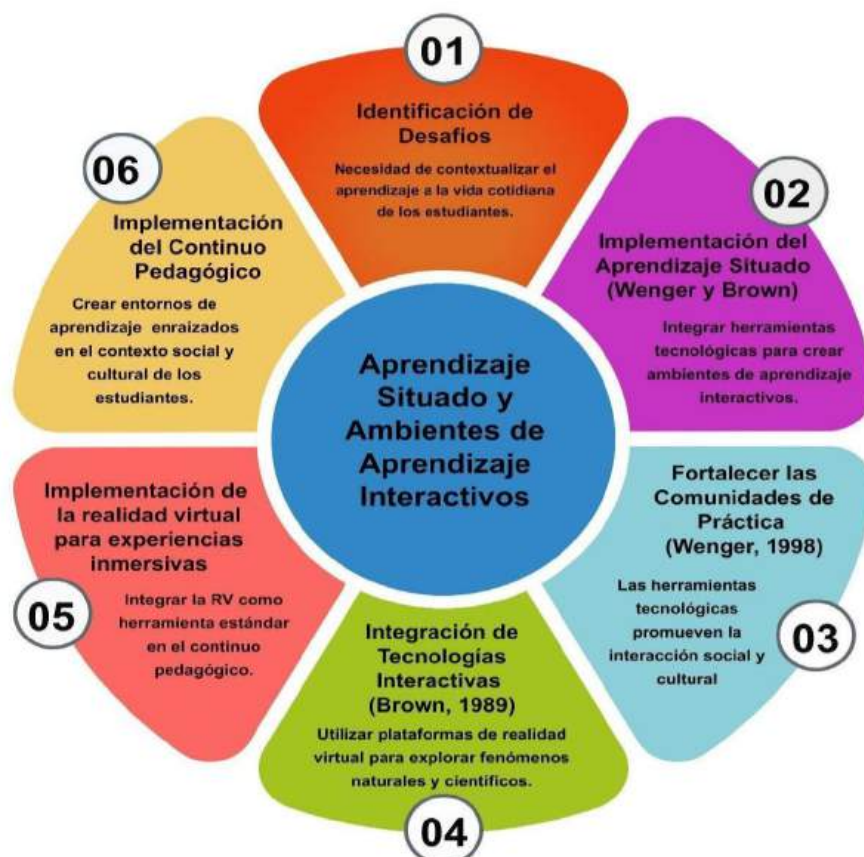 01
Identificación de
Desafíos
Necesidad de contextualizar el
aprendizaje a la vida cotidiana
de los estudiantes.
02
Implementación del
Aprendizaje Situado
(Wenger y Brown)
Integrar herramientas
tecnológicas para crear
ambientes de aprendizaje
interactivos.
Fortalecer las
Comunidades de
Práctica
(Wenger, 1998)
Las herramientas
tecnológicas
promueven la
interacción social y
cultural
03
Integración de
Tecnologías
Interactivas
(Brown, 1989)
Utilizar plataformas de realidad
virtual para explorar fenómenos
naturales y científicos.
04
Implementación de
la realidad virtual
para experiencias
inmersivas
Integrar la RV como
herramienta estándar
en el continuo
pedagógico.
05
06
Implementación
del Continuo
Pedagógico
Crear entornos de
aprendizaje enraizados
en el contexto social y
cultural de los
estudiantes.
Aprendizaje
Situado y
Ambientes de
Aprendizaje
Interactivos